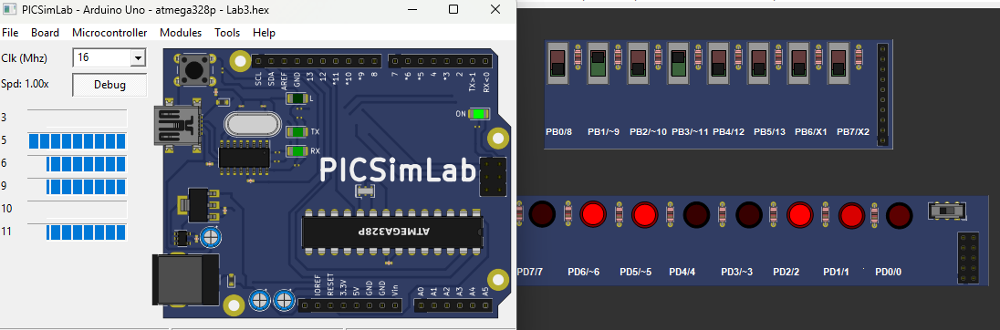 PICSimLab - Arduino Uno - atmega328p - Lab3.hex
File Board Microcontroller Modules Tools Help
Clk (Mhz) 16
Spd: 1.00x Debug
3
5
6
9
10
11
SCL SDA AREF GND 13 12 *11 *10 *9 8 7 *6 *5 4 *3 2 TX>1 RX<0
L
TX
RX
ON
PICSimLab
ATMEGA328P
IOREF RESET 3.3V 5V GND GND Vin A0 A1 A2 A3 A4 A5
PB0/8 PB1/~9 PB2/~10 PB3/~11 PB4/12 PB5/13 PB6/X1 PB7/X2
PD7/7 PD6/~6 PD5/~5 PD4/4 PD3/~3 PD2/2 PD1/1 PD0/0